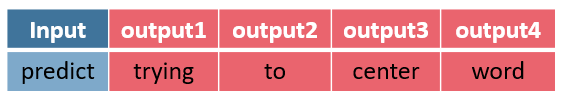 Input output1 output2 output3 output4
predict trying to center word